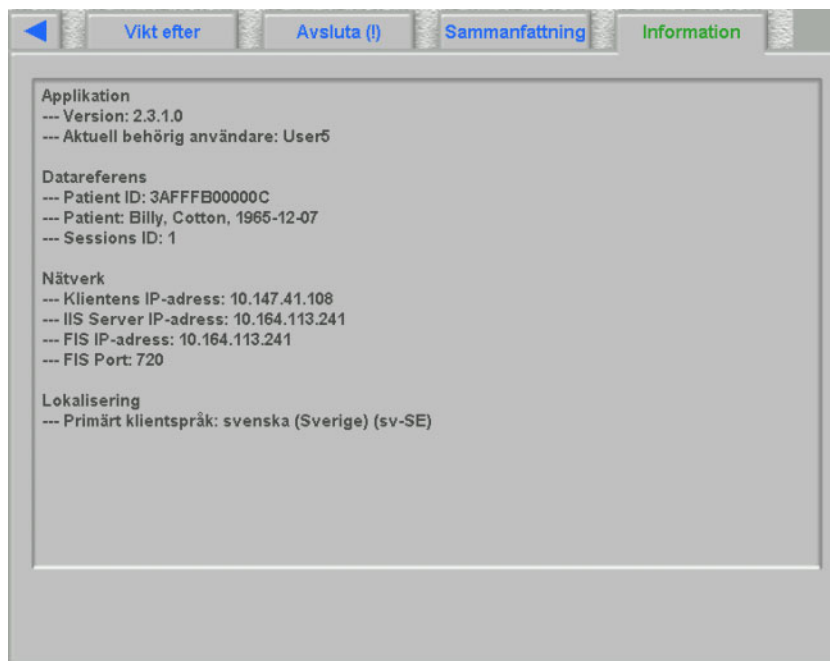 Vikt efter
Avsluta (!)
Sammanfattning
Information
Applikation
--- Version: 2.3.1.0
--- Aktuell behörig användare: User5
Datareferens
--- Patient ID: 3AFFFB00000C
--- Patient: Billy, Cotton, 1965-12-07
--- Sessions ID: 1
Nätverk
--- Klientens IP-adress: 10.147.41.108
--- IIS Server IP-adress: 10.164.113.241
--- FIS IP-adress: 10.164.113.241
--- FIS Port: 720
Lokalisering
--- Primärt klientspråk: svenska (Sverige) (sv-SE)